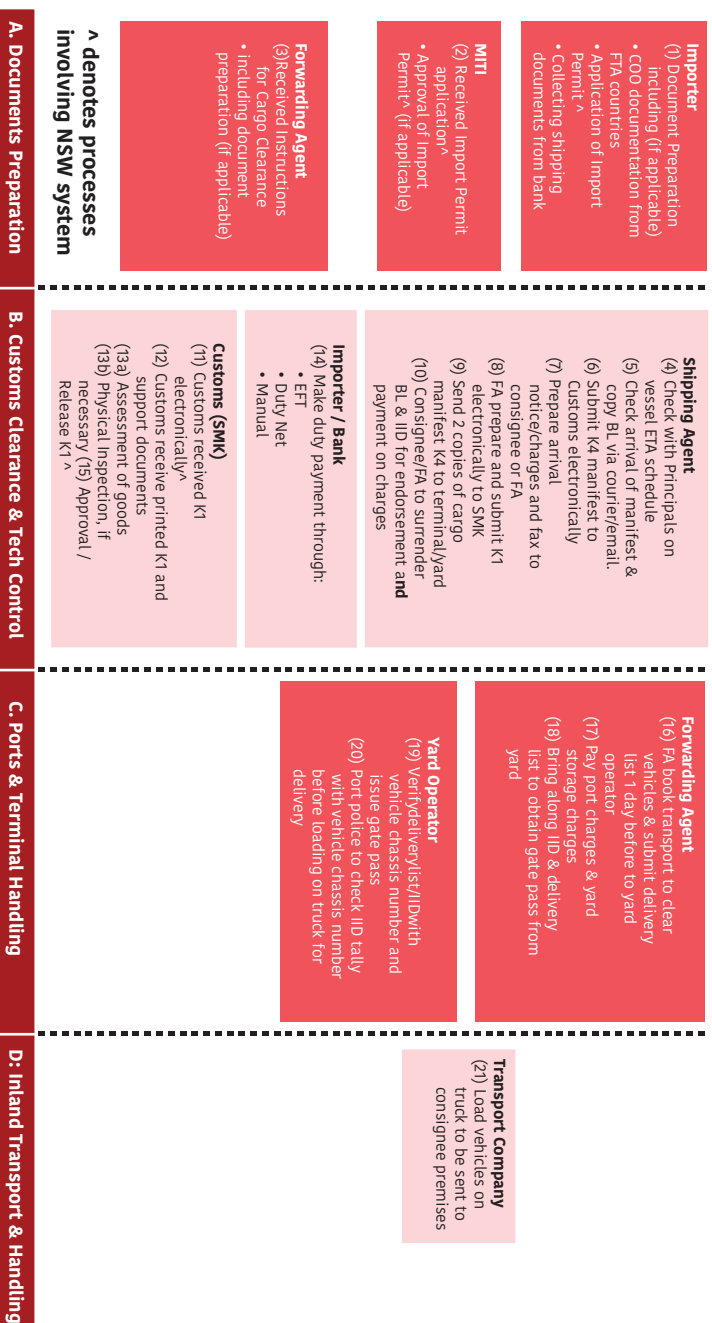 Importer
(1) Document Preparation
including (if applicable)
• COO documentation from
FTA countries
• Application of Import
Permit ^
• Collecting shipping
documents from bank
MITI
(2) Received Import Permit
application^
• Approval of Import
Permit^ (if applicable)
Forwarding Agent
(3)Received Instructions
for Cargo Clearance
• including document
preparation (if applicable)
^ denotes processes
involving NSW system
A. Documents Preparation
Shipping Agent
(4) Check with Principals on
vessel ETA schedule
(5) Check arrival of manifest &
copy BL via courier/email.
(6) Submit K4 manifest to
Customs electronically
(7) Prepare arrival
notice/charges and fax to
consignee or FA
(8) FA prepare and submit K1
electronically to SMK
(9) Send 2 copies of cargo
manifest K4 to terminal/yard
(10) Consignee/FA to surrender
BL & IID for endorsement and
payment on charges
Importer / Bank
(14) Make duty payment through:
• EFT
• Duty Net
• Manual
Customs (SMK)
(11) Customs received K1
electronically^
(12) Customs receive printed K1 and
support documents
(13a) Assessment of goods
(13b) Physical Inspection, if
necessary (15) Approval /
Release K1 ^
B. Customs Clearance & Tech Control
Forwarding Agent
(16) FA book transport to clear
vehicles & submit delivery
list 1 day before to yard
operator
(17) Pay port charges & yard
storage charges
(18) Bring along IID & delivery
list to obtain gate pass from
yard
Yard Operator
(19) Verifydeliverylist/IIDwith
vehicle chassis number and
issue gate pass
(20) Port police to check IID tally
with vehicle chassis number
before loading on truck for
delivery
C. Ports & Terminal Handling
Transport Company
(21) Load vehicles on
truck to be sent to
consignee premises
D: Inland Transport & Handling